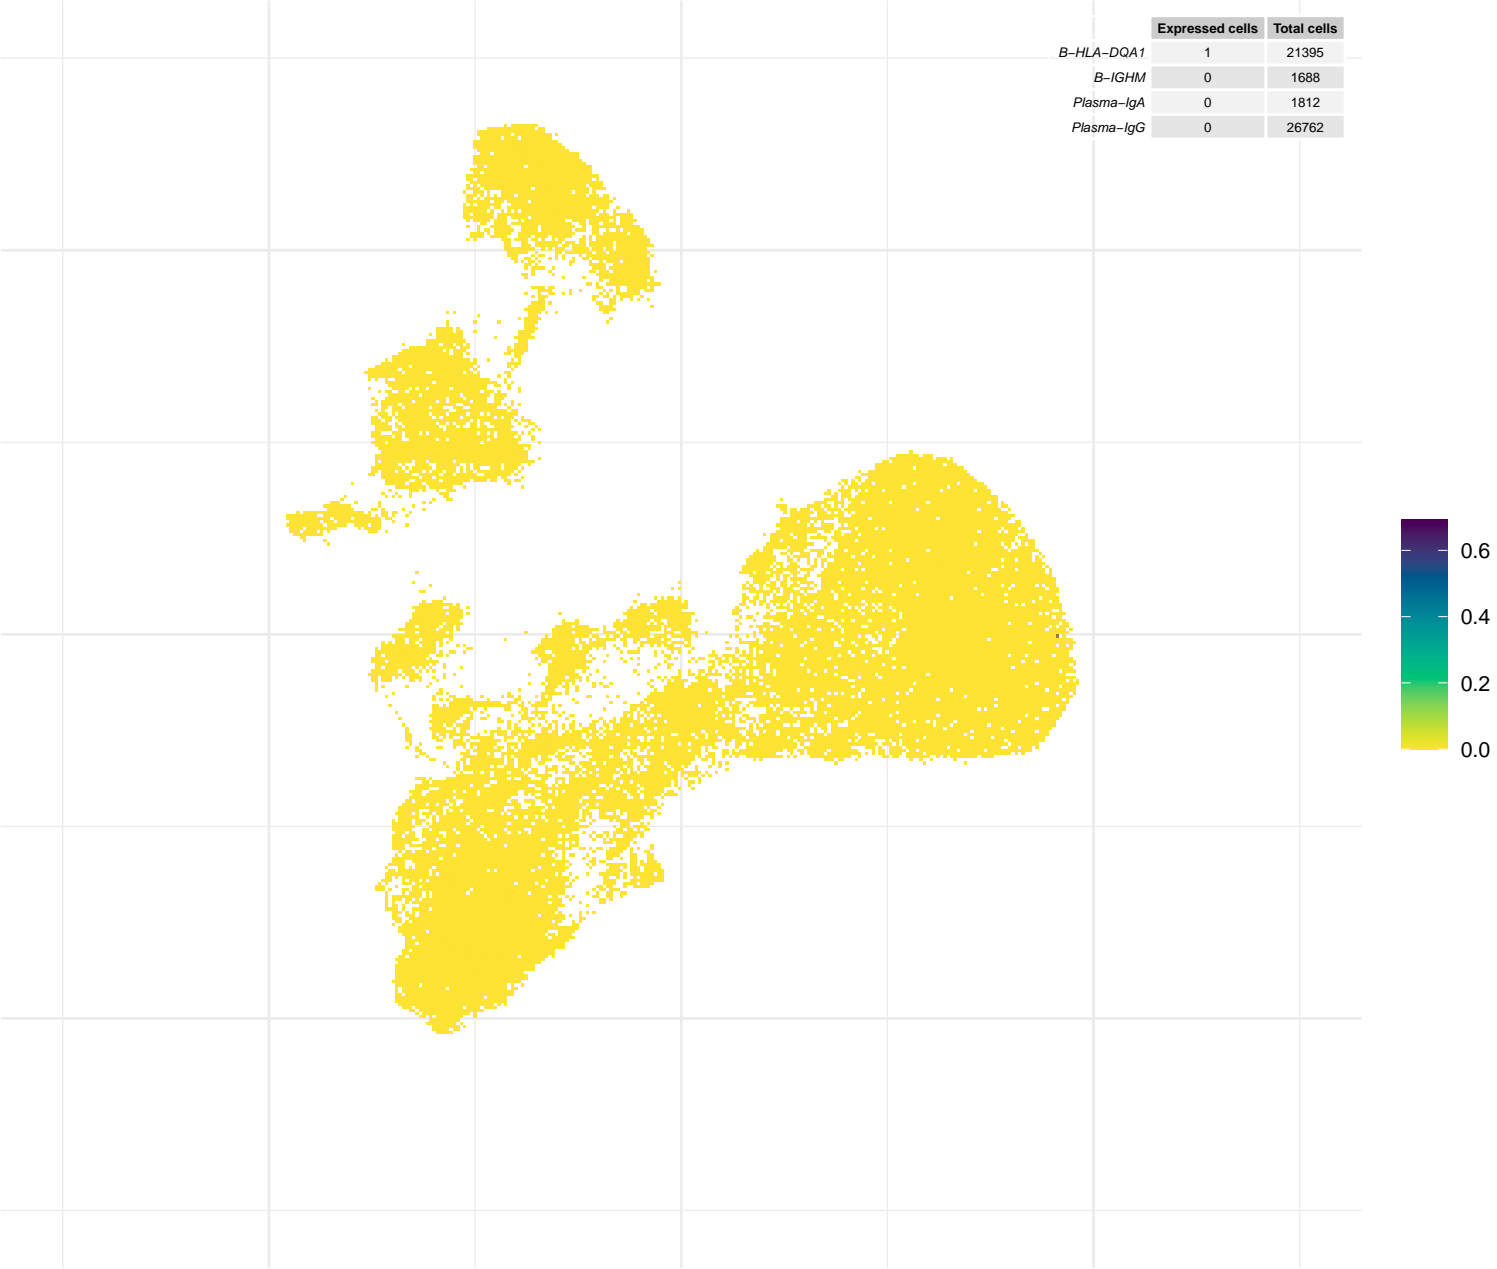 Expressed cells Total cells
B−HLA−DQA1 1 21395
B−IGHM 0 1688
Plasma−IgA 0 1812
Plasma−IgG 0 26762
0.6
0.4
0.2
0.0